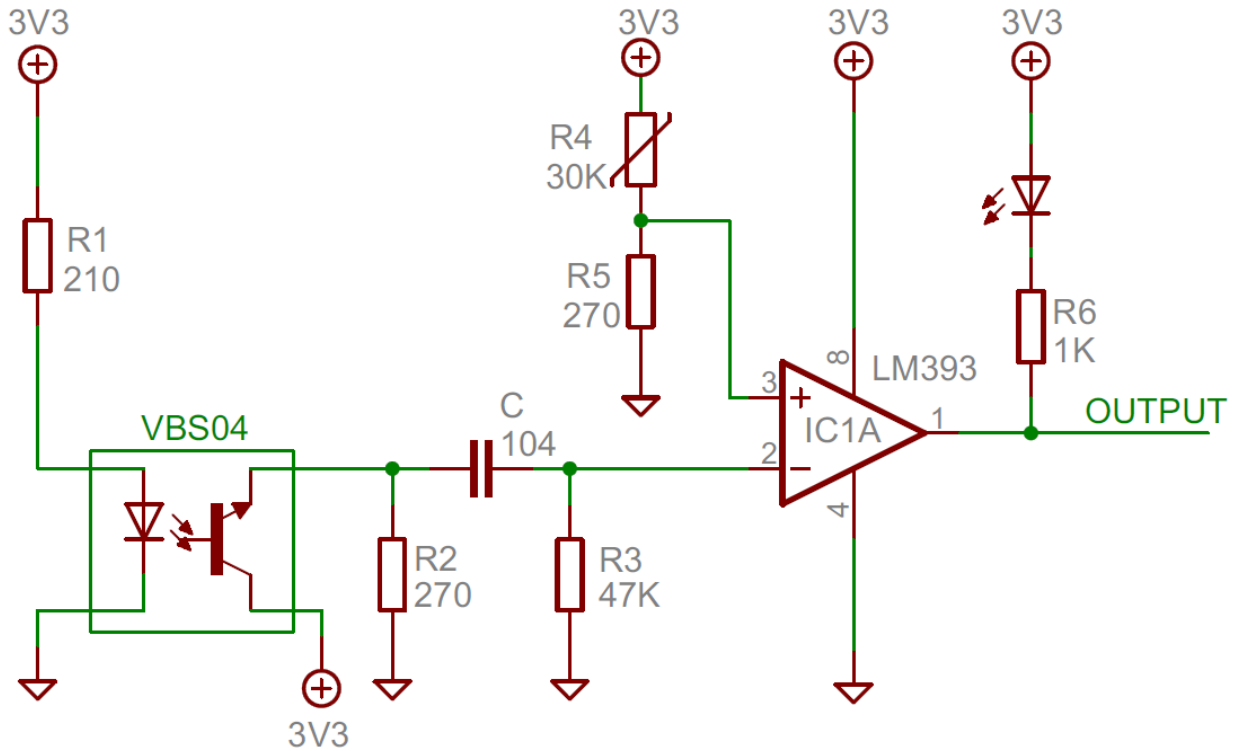 3V3
3V3
3V3
3V3
R4
30K
R1
210
R5
270
8
LM393
R6
1K
3
IC1A
1
OUTPUT
2
4
VBS04
C
104
R2
270
R3
47K
3V3